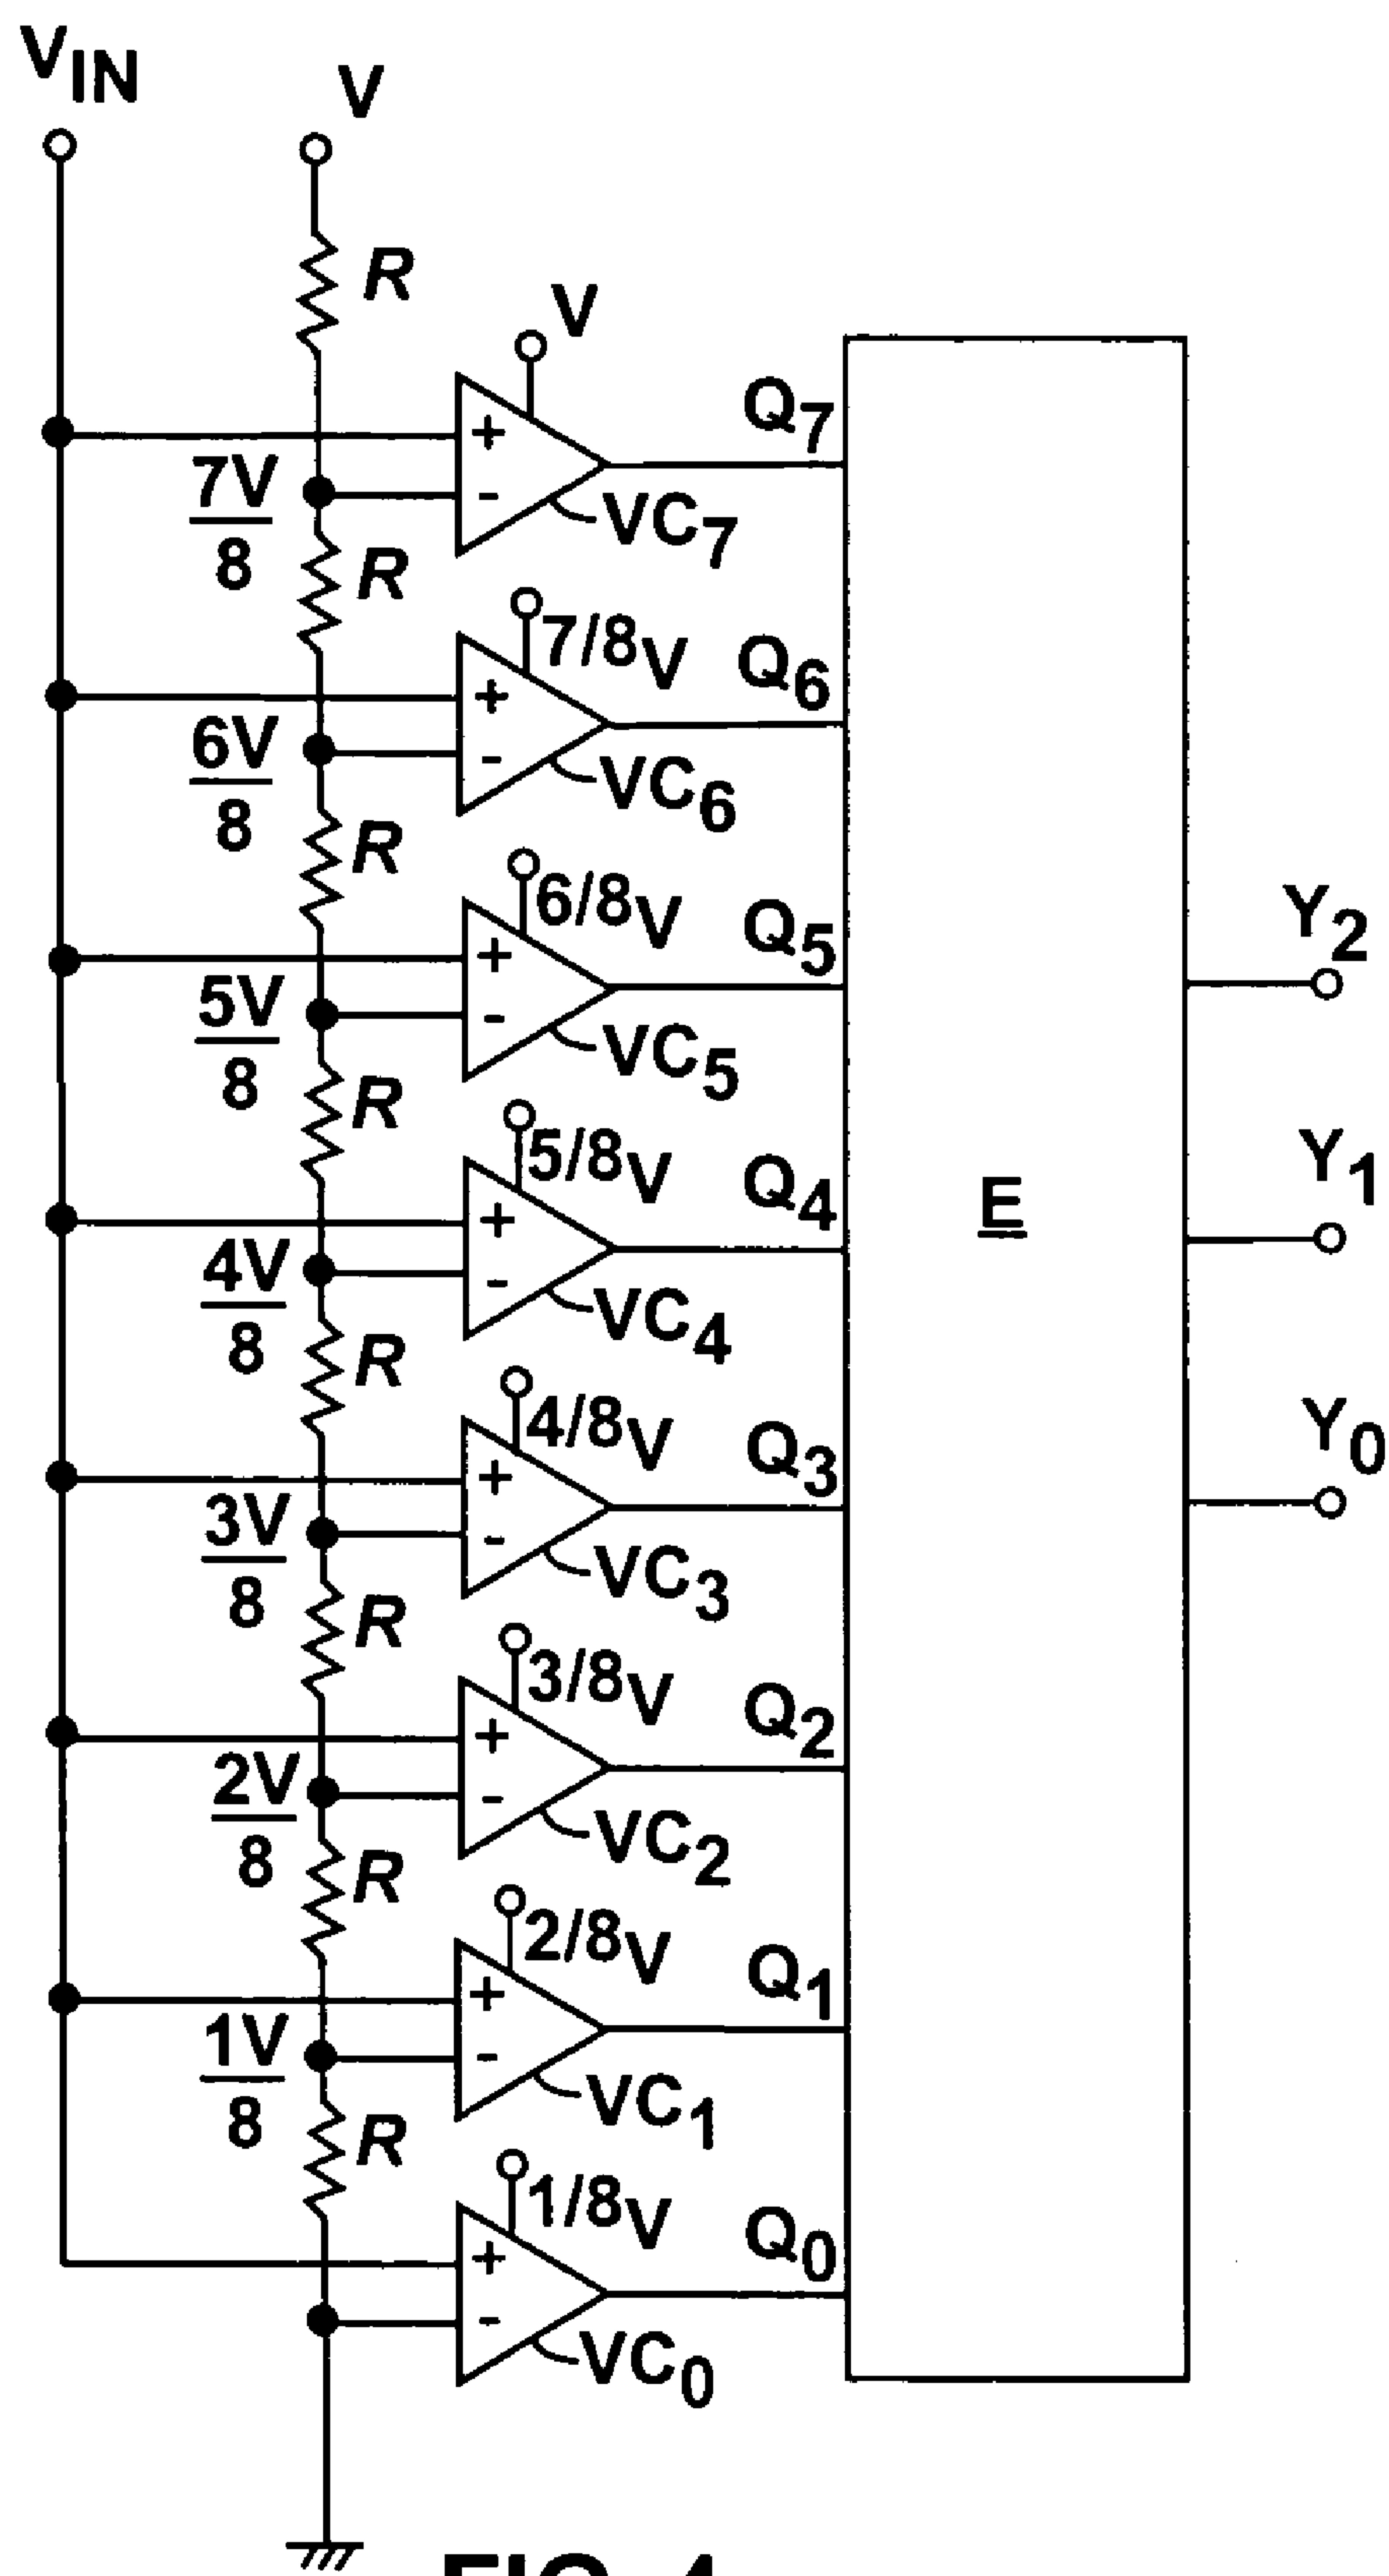 VIN
V
R
V
Q7
+
7V/8
-
VC7
R
7/8V
Q6
+
6V/8
-
VC6
R
6/8V
Q5
+
5V/8
-
VC5
R
5/8V
Q4
+
4V/8
-
VC4
R
4/8V
Q3
+
3V/8
-
VC3
R
3/8V
Q2
+
2V/8
-
VC2
R
2/8V
Q1
+
1V/8
-
VC1
R
1/8V
Q0
+
-
VC0
E
Y2
Y1
Y0